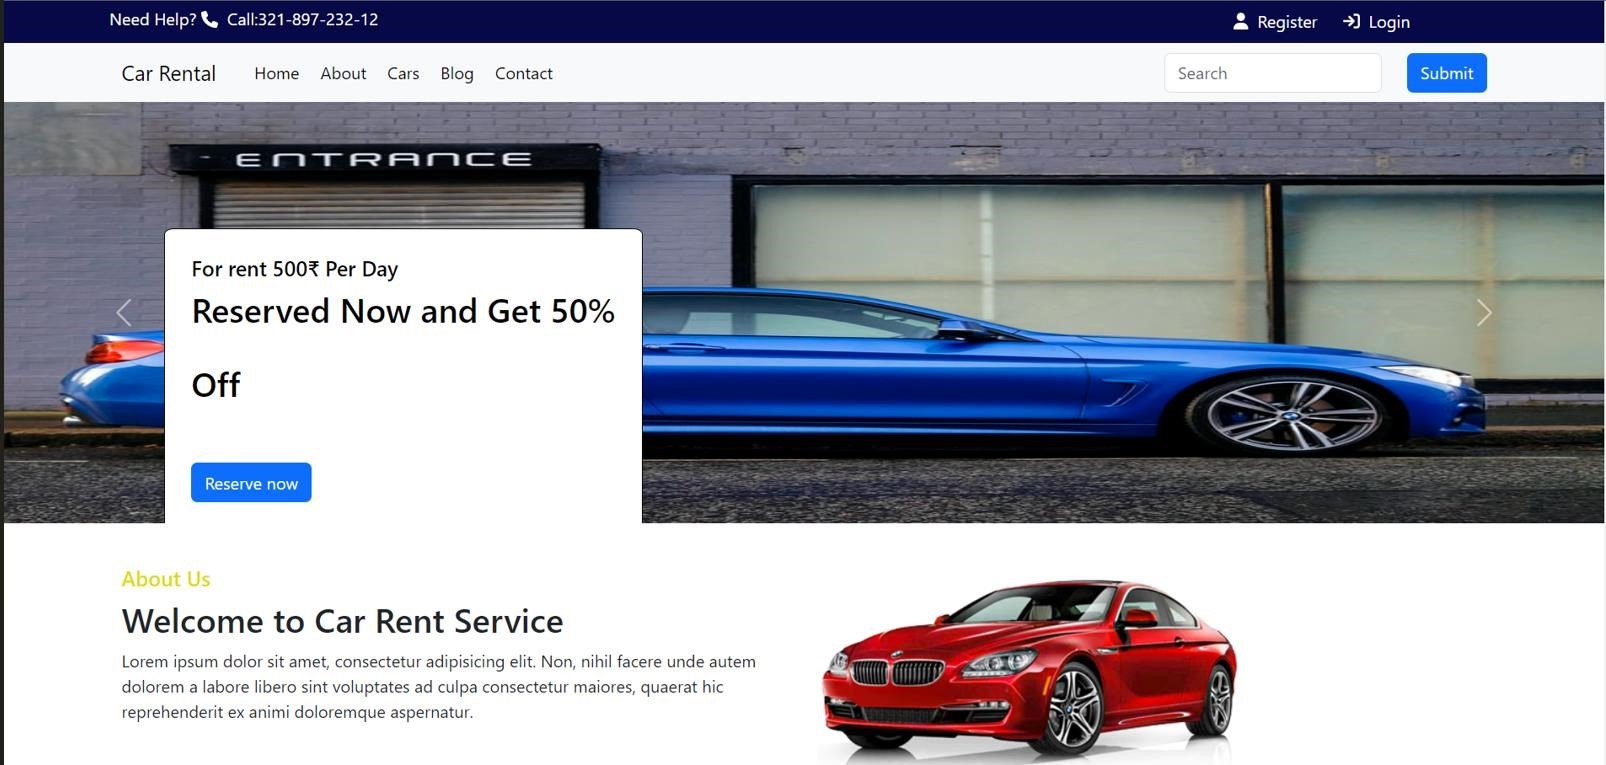 Need Help? Call:321-897-232-12
Register Login
Car Rental Home About Cars Blog Contact
Search Submit
ENTRANCE
For rent 500₹ Per Day
Reserved Now and Get 50%
Off
Reserve now
About Us
Welcome to Car Rent Service
Lorem ipsum dolor sit amet, consectetur adipisicing elit. Non, nihil facere unde autem
dolorem a labore libero sint voluptates ad culpa consectetur maiores, quaerat hic
reprehenderit ex animi doloremque aspernatur.